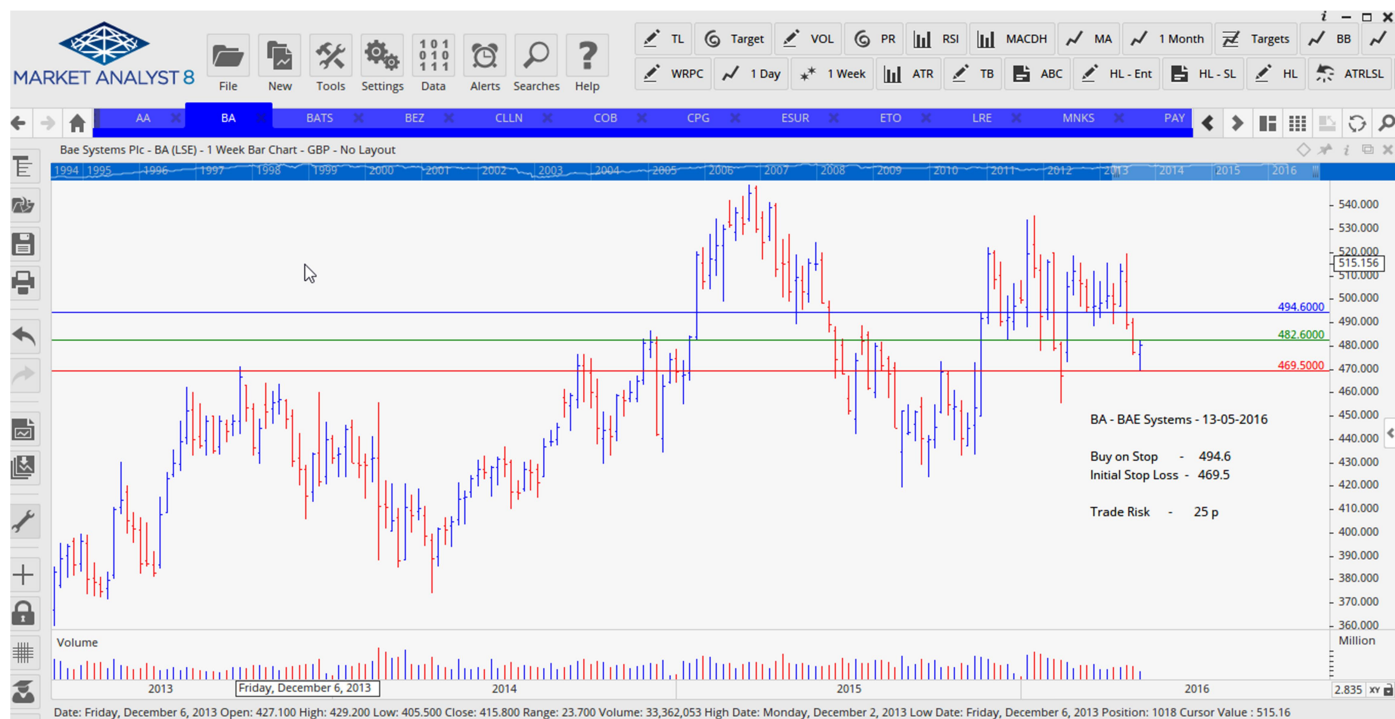 MARKET ANALYST 8
File New Tools Settings Data Alerts Searches Help
TL Target VOL PR RSI MACDH MA 1 Month Targets BB
WRPC 1 Day 1 Week ATR TB ABC HL - Ent HL - SL HL ATRLSL
AA BA BATS BEZ CLLN COB CPG ESUR ETO LRE MNKS PAY
Bae Systems Plc - BA (LSE) - 1 Week Bar Chart - GBP - No Layout
1994 1995 1996 1997 1998 1999 2000 2001 2002 2003 2004 2005 2006 2007 2008 2009 2010 2011 2012 2013 2014 2015 2016
540.000
530.000
520.000
515.156
510.000
500.000
494.6000
490.000
482.6000
480.000
469.5000
470.000
460.000
450.000
BA - BAE Systems - 13-05-2016
440.000
Buy on Stop - 494.6
430.000
Initial Stop Loss - 469.5
420.000
Trade Risk - 25 p
410.000
400.000
390.000
380.000
370.000
360.000
Volume
Million
2013 Friday, December 6, 2013 2014 2015 2016 2.835 XY
Date: Friday, December 6, 2013 Open: 427.100 High: 429.200 Low: 405.500 Close: 415.800 Range: 23.700 Volume: 33,362,053 High Date: Monday, December 2, 2013 Low Date: Friday, December 6, 2013 Position: 1018 Cursor Value : 515.16